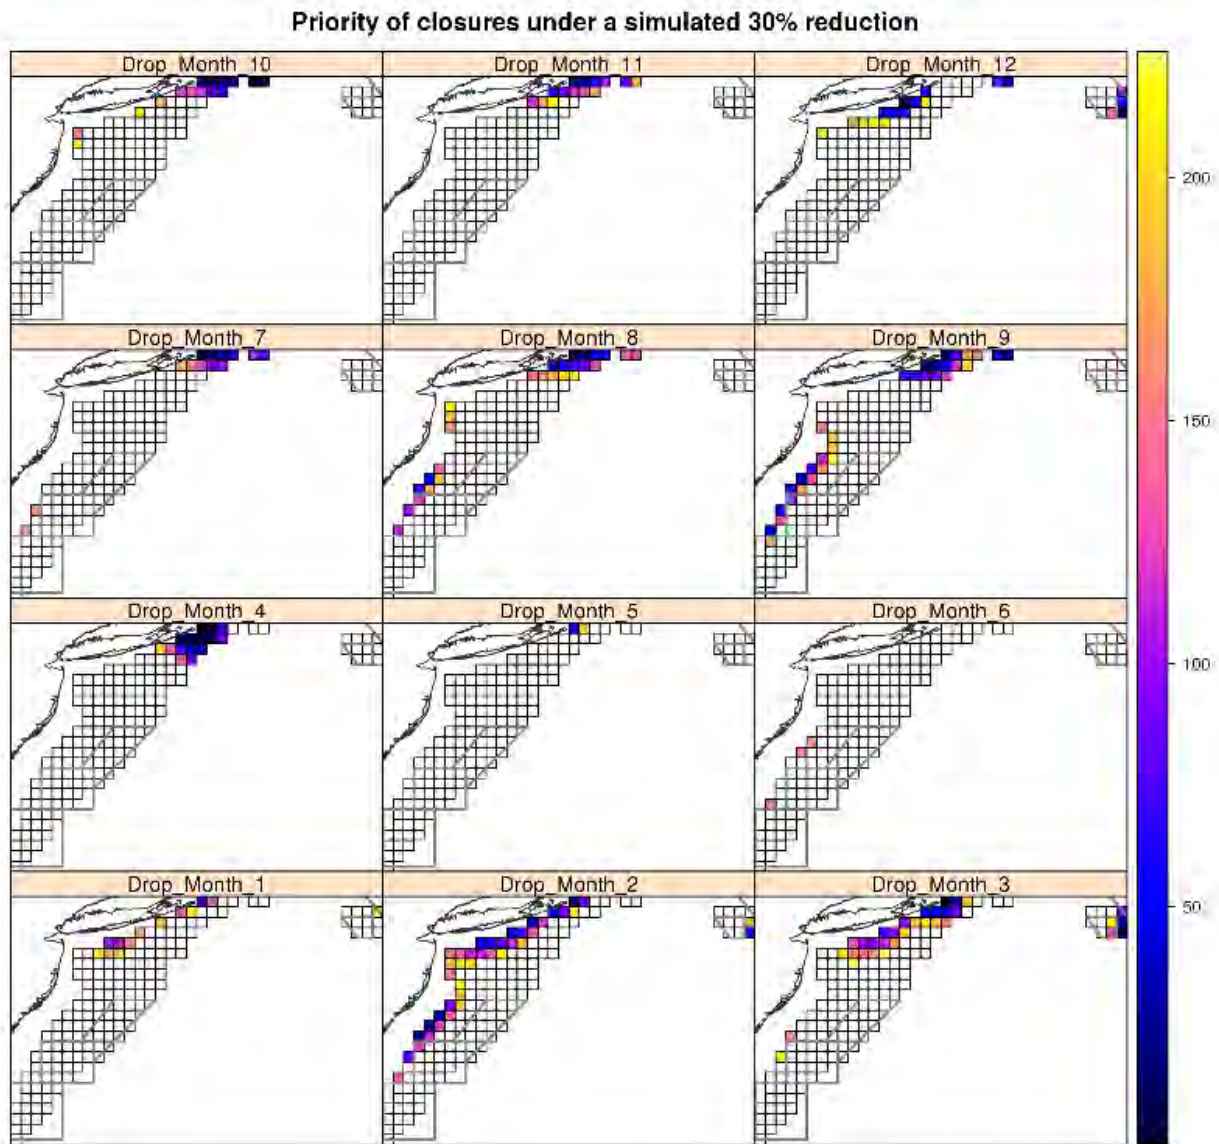 Priority of closures under a simulated 30% reduction
Drop_Month_10
Drop_Month_11
Drop_Month_12
Drop_Month_7
Drop_Month_8
Drop_Month_9
Drop_Month_4
Drop_Month_5
Drop_Month_6
Drop_Month_1
Drop_Month_2
Drop_Month_3
200
150
100
50